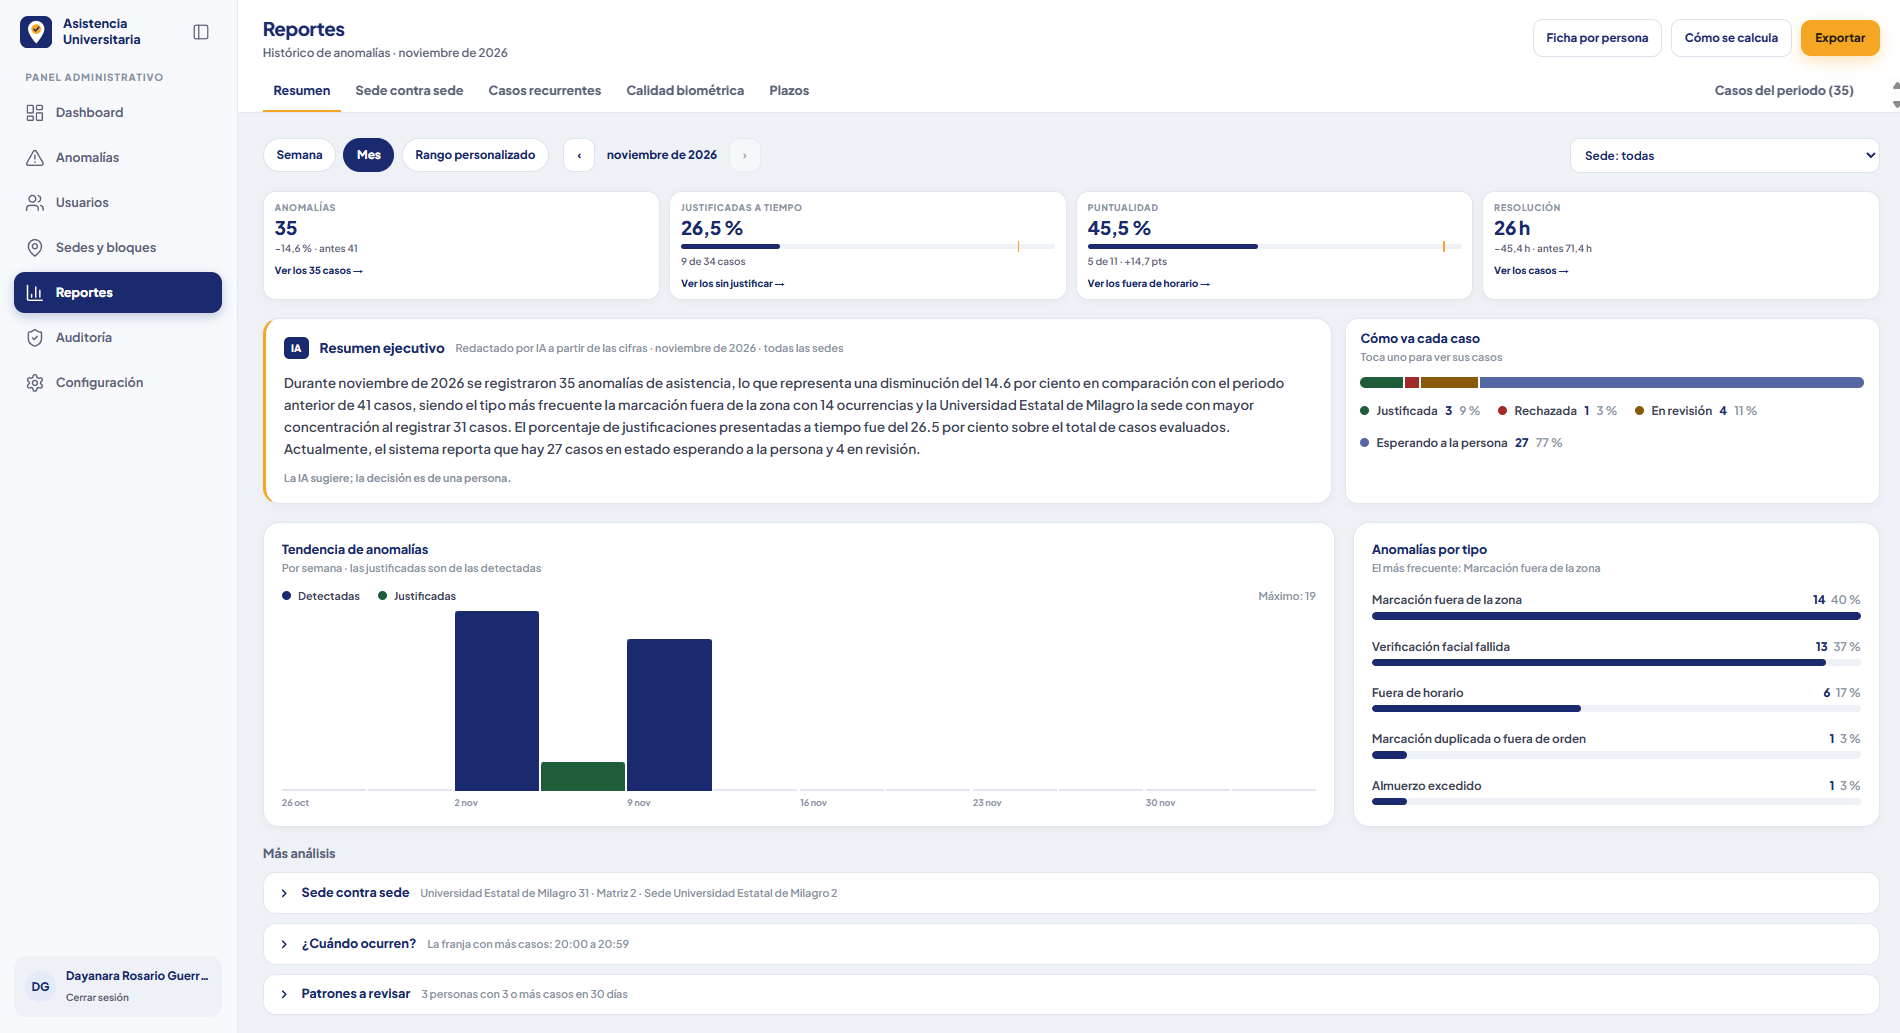 Asistencia
Universitaria
PANEL ADMINISTRATIVO
Dashboard
Anomalías
Usuarios
Sedes y bloques
Reportes
Auditoría
Configuración
DG
Dayanara Rosario Guerr...
Cerrar sesión
Reportes
Histórico de anomalías · noviembre de 2026
Ficha por persona
Cómo se calcula
Exportar
Resumen
Sede contra sede
Casos recurrentes
Calidad biométrica
Plazos
Casos del periodo (35)
Semana
Mes
Rango personalizado
‹
noviembre de 2026
›
Sede: todas
ANOMALÍAS
35
−14,6 % · antes 41
Ver los 35 casos →
JUSTIFICADAS A TIEMPO
26,5 %
9 de 34 casos
Ver los sin justificar →
PUNTUALIDAD
45,5 %
5 de 11 · +14,7 pts
Ver los fuera de horario →
RESOLUCIÓN
26 h
−45,4 h · antes 71,4 h
Ver los casos →
IA
Resumen ejecutivo
Redactado por IA a partir de las cifras · noviembre de 2026 · todas las sedes
Durante noviembre de 2026 se registraron 35 anomalías de asistencia, lo que representa una disminución del 14.6 por ciento en comparación con el periodo
anterior de 41 casos, siendo el tipo más frecuente la marcación fuera de la zona con 14 ocurrencias y la Universidad Estatal de Milagro la sede con mayor
concentración al registrar 31 casos. El porcentaje de justificaciones presentadas a tiempo fue del 26.5 por ciento sobre el total de casos evaluados.
Actualmente, el sistema reporta que hay 27 casos en estado esperando a la persona y 4 en revisión.
La IA sugiere; la decisión es de una persona.
Cómo va cada caso
Toca uno para ver sus casos
Justificada 3 9 %
Rechazada 1 3 %
En revisión 4 11 %
Esperando a la persona 27 77 %
Tendencia de anomalías
Por semana · las justificadas son de las detectadas
Detectadas
Justificadas
Máximo: 19
26 oct
2 nov
9 nov
16 nov
23 nov
30 nov
Anomalías por tipo
El más frecuente: Marcación fuera de la zona
Marcación fuera de la zona 14 40 %
Verificación facial fallida 13 37 %
Fuera de horario 6 17 %
Marcación duplicada o fuera de orden 1 3 %
Almuerzo excedido 1 3 %
Más análisis
Sede contra sede Universidad Estatal de Milagro 31 · Matriz 2 · Sede Universidad Estatal de Milagro 2
¿Cuándo ocurren? La franja con más casos: 20:00 a 20:59
Patrones a revisar 3 personas con 3 o más casos en 30 días